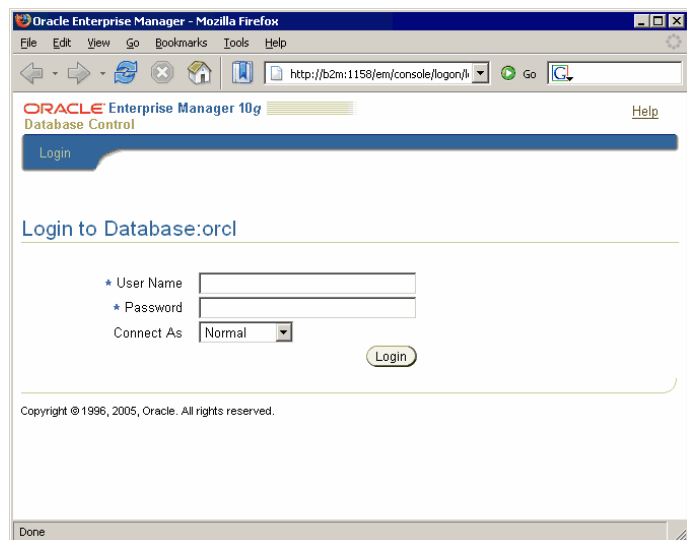 Oracle Enterprise Manager - Mozilla Firefox
File Edit View Go Bookmarks Tools Help
http://b2m:1158/em/console/logon/l Go G
ORACLE Enterprise Manager 10g
Database Control
Help
Login
Login to Database:orcl
* User Name
* Password
Connect As Normal
Login
Copyright © 1996, 2005, Oracle. All rights reserved.
Done